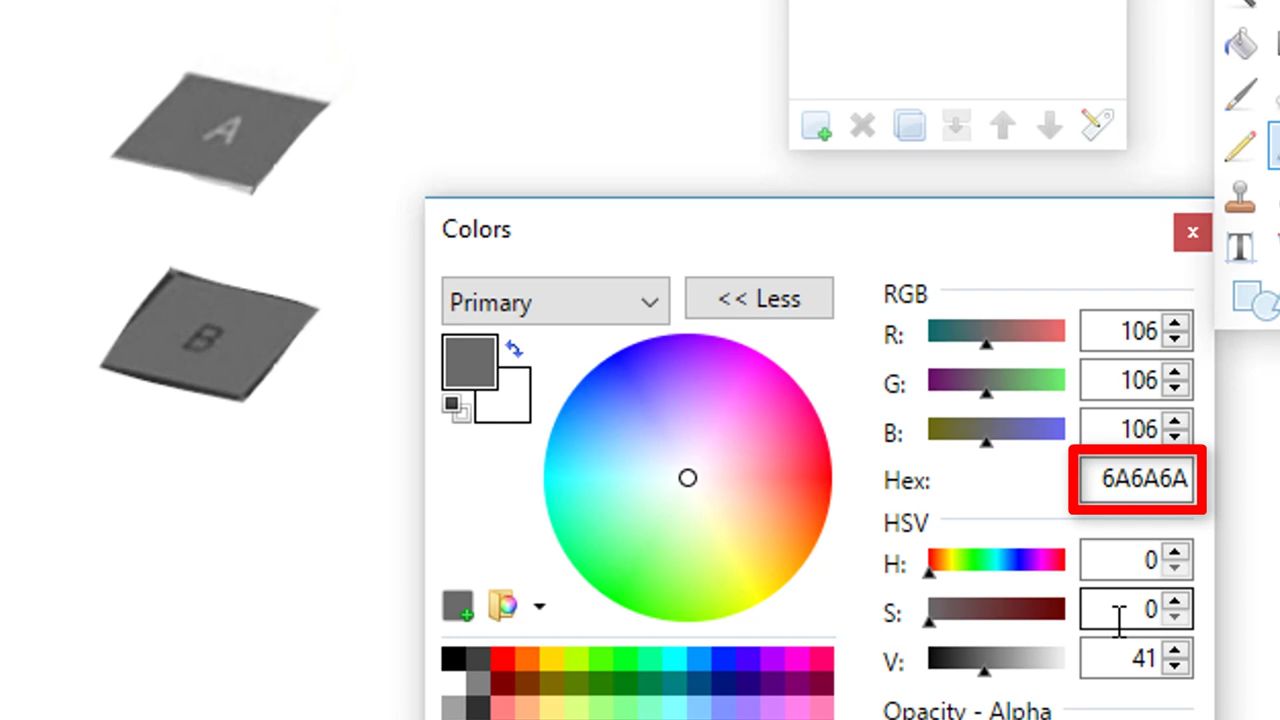 A
B
Colors
x
Primary
<< Less
RGB
R:
106
G:
106
B:
106
Hex:
6A6A6A
HSV
H:
0
S:
0
V:
41
Opacity - Alpha
T